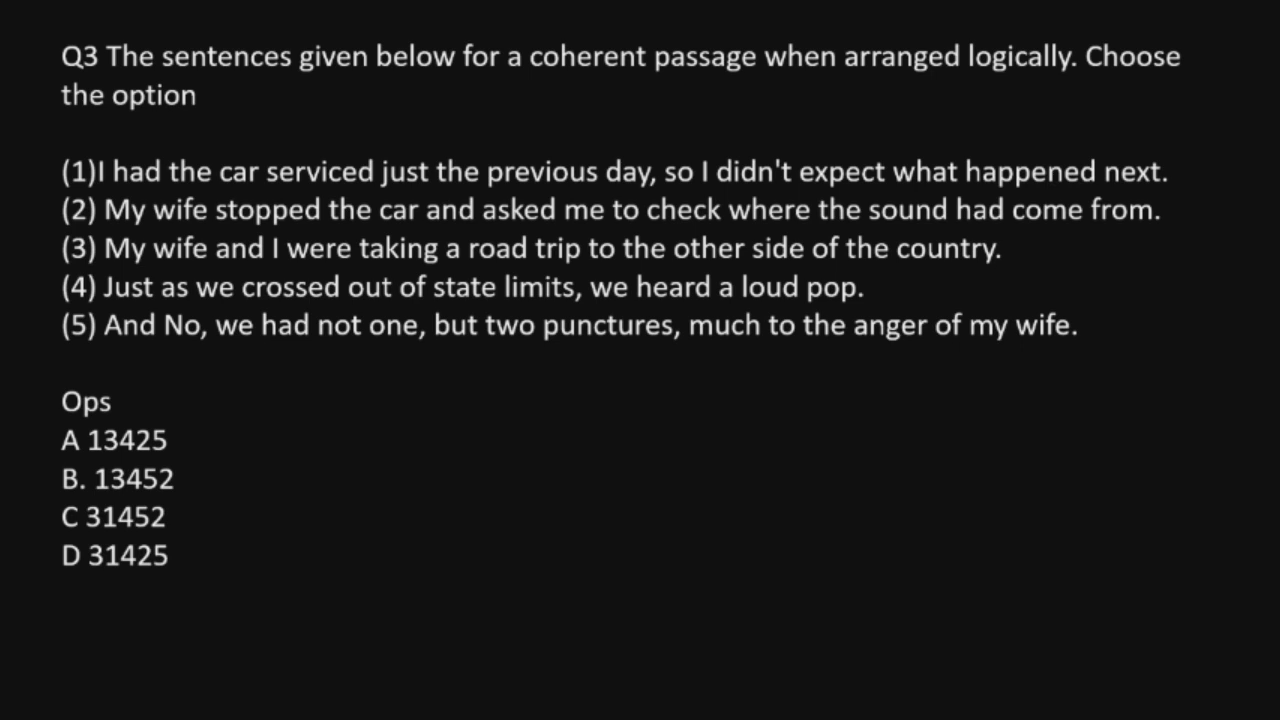 Q3 The sentences given below for a coherent passage when arranged logically. Choose
the option
(1)I had the car serviced just the previous day, so I didn't expect what happened next.
(2) My wife stopped the car and asked me to check where the sound had come from.
(3) My wife and I were taking a road trip to the other side of the country.
(4) Just as we crossed out of state limits, we heard a loud pop.
(5) And No, we had not one, but two punctures, much to the anger of my wife.
Ops
A 13425
B. 13452
C 31452
D 31425